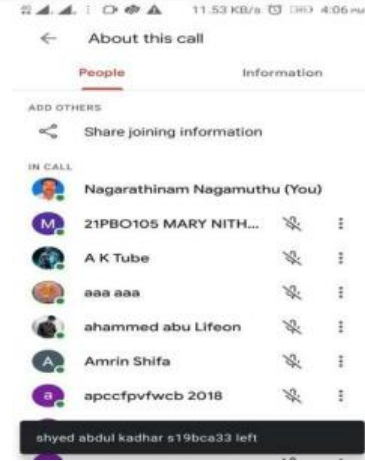 11.53 KB/s 4:06 PM
About this call
People Information
ADD OTHERS
Share joining information
IN CALL
Nagarathinam Nagamuthu (You)
M 21PBO105 MARY NITH...
A K Tube
aaa aaa
ahammed abu Lifeon
A Amrin Shifa
a apccfpvfwcb 2018
shyed abdul kadhar s19bca33 left